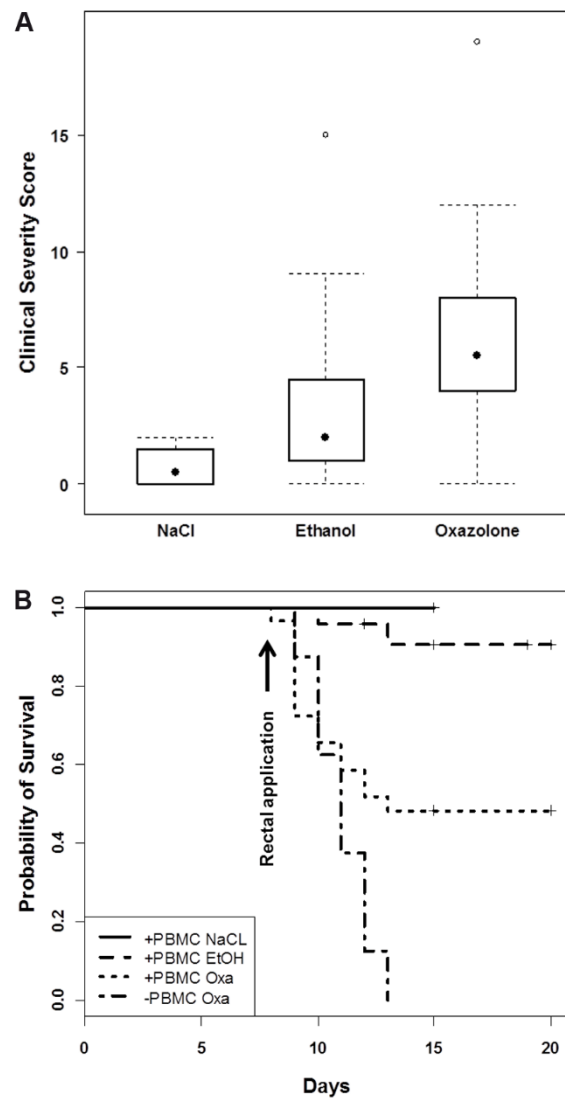 A
Clinical Severity Score
15
10
5
0
NaCl Ethanol Oxazolone
B
Probability of Survival
1.0
0.8
0.6
0.4
0.2
0.0
Rectal application
+PBMC NaCL
+PBMC EtOH
+PBMC Oxa
-PBMC Oxa
0 5 10 15 20
Days